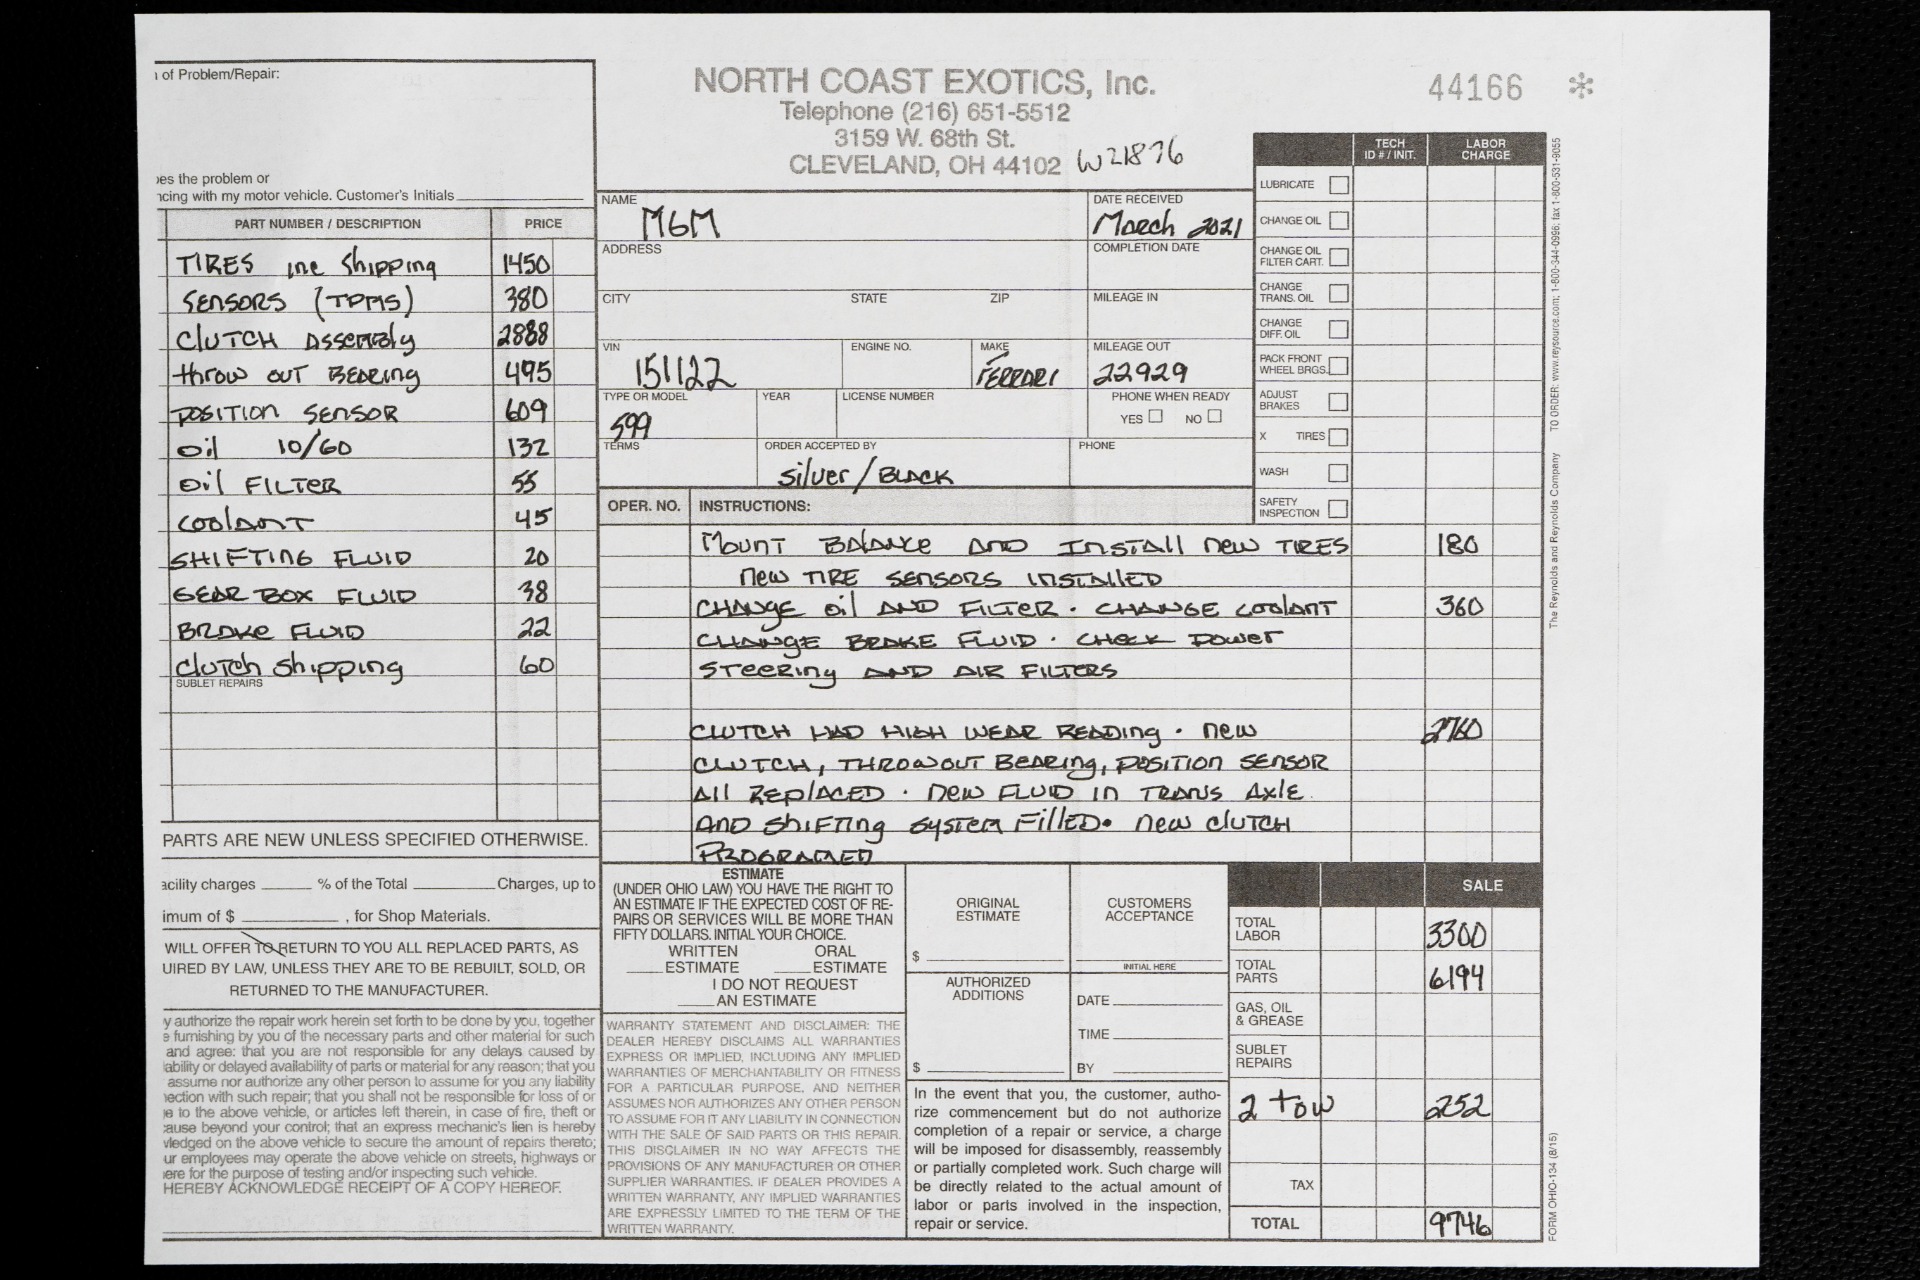 NORTH COAST EXOTICS, Inc.
Telephone (216) 651-5512
3159 W. 68th St.
CLEVELAND, OH 44102 W21876
44166 *
of Problem/Repair:
es the problem or
ncing with my motor vehicle. Customer's Initials
PART NUMBER / DESCRIPTION PRICE
TIRES inc Shipping 1450
SENSORS (TPMS) 380
CLUTCH ASSEMBLY 2888
THROW OUT BEARING 495
POSITION SENSOR 609
OIL 10/60 132
OIL FILTER 55
COOLANT 45
SHIFTING FLUID 20
GEAR BOX FLUID 38
BRAKE FLUID 22
CLUTCH Shipping 60
SUBLET REPAIRS
PARTS ARE NEW UNLESS SPECIFIED OTHERWISE.
acility charges % of the Total Charges, up to
imum of $ , for Shop Materials.
WILL OFFER TO RETURN TO YOU ALL REPLACED PARTS, AS
UIRED BY LAW, UNLESS THEY ARE TO BE REBUILT, SOLD, OR
RETURNED TO THE MANUFACTURER.
y authorize the repair work herein set forth to be done by you, together
e furnishing by you of the necessary parts and other material for such
and agree: that you are not responsible for any delays caused by
ability or delayed availability of parts or material for any reason; that you
assume nor authorize any other person to assume for you any liability
nection with such repair; that you shall not be responsible for loss of or
e to the above vehicle, or articles left therein, in case of fire, theft or
ause beyond your control; that an express mechanic's lien is hereby
vledged on the above vehicle to secure the amount of repairs thereto;
ur employees may operate the above vehicle on streets, highways or
ere for the purpose of testing and/or inspecting such vehicle.
HEREBY ACKNOWLEDGE RECEIPT OF A COPY HEREOF.
NAME MGM DATE RECEIVED March 2021
ADDRESS COMPLETION DATE
CITY STATE ZIP MILEAGE IN
VIN 151122 ENGINE NO. MAKE FERRARI MILEAGE OUT 22929
TYPE OR MODEL 599 YEAR LICENSE NUMBER PHONE WHEN READY
YES NO
TERMS ORDER ACCEPTED BY Silver/BLACK PHONE
TECH ID # / INIT. LABOR CHARGE
LUBRICATE
CHANGE OIL
CHANGE OIL FILTER CART.
CHANGE TRANS. OIL
CHANGE DIFF. OIL
PACK FRONT WHEEL BRGS.
ADJUST BRAKES
X TIRES
WASH
SAFETY INSPECTION
OPER. NO. INSTRUCTIONS:
MOUNT BALANCE AND INSTALL NEW TIRES 180
NEW TIRE SENSORS INSTALLED
CHANGE OIL AND FILTER . CHANGE COOLANT 360
CHANGE BRAKE FLUID . CHECK POWER
STEERING AND AIR FILTERS
CLUTCH HAD HIGH WEAR READING . NEW 2760
CLUTCH, THROWOUT BEARING, POSITION SENSOR
ALL REPLACED . NEW FLUID IN TRANS AXLE
AND SHIFTING SYSTEM FILLED. NEW CLUTCH
PROGRAMED
ESTIMATE
(UNDER OHIO LAW) YOU HAVE THE RIGHT TO
AN ESTIMATE IF THE EXPECTED COST OF RE-
PAIRS OR SERVICES WILL BE MORE THAN
FIFTY DOLLARS. INITIAL YOUR CHOICE.
WRITTEN ORAL
ESTIMATE ESTIMATE
I DO NOT REQUEST
AN ESTIMATE
WARRANTY STATEMENT AND DISCLAIMER: THE
DEALER HEREBY DISCLAIMS ALL WARRANTIES
EXPRESS OR IMPLIED, INCLUDING ANY IMPLIED
WARRANTIES OF MERCHANTABILITY OR FITNESS
FOR A PARTICULAR PURPOSE, AND NEITHER
ASSUMES NOR AUTHORIZES ANY OTHER PERSON
TO ASSUME FOR IT ANY LIABILITY IN CONNECTION
WITH THE SALE OF SAID PARTS OR THIS REPAIR.
THIS DISCLAIMER IN NO WAY AFFECTS THE
PROVISIONS OF ANY MANUFACTURER OR OTHER
SUPPLIER WARRANTIES. IF DEALER PROVIDES A
WRITTEN WARRANTY, ANY IMPLIED WARRANTIES
ARE EXPRESSLY LIMITED TO THE TERM OF THE
WRITTEN WARRANTY.
ORIGINAL ESTIMATE
$
CUSTOMERS ACCEPTANCE
INITIAL HERE
AUTHORIZED ADDITIONS
$
DATE
TIME
BY
In the event that you, the customer, autho-
rize commencement but do not authorize
completion of a repair or service, a charge
will be imposed for disassembly, reassembly
or partially completed work. Such charge will
be directly related to the actual amount of
labor or parts involved in the inspection,
repair or service.
SALE
TOTAL LABOR 3300
TOTAL PARTS 6194
GAS, OIL & GREASE
SUBLET REPAIRS
2 tow 252
TAX
TOTAL 9746
The Reynolds and Reynolds Company TO ORDER: www.reysource.com; 1-800-344-0996; fax 1-800-531-9055
FORM OHIO-134 (8/15)